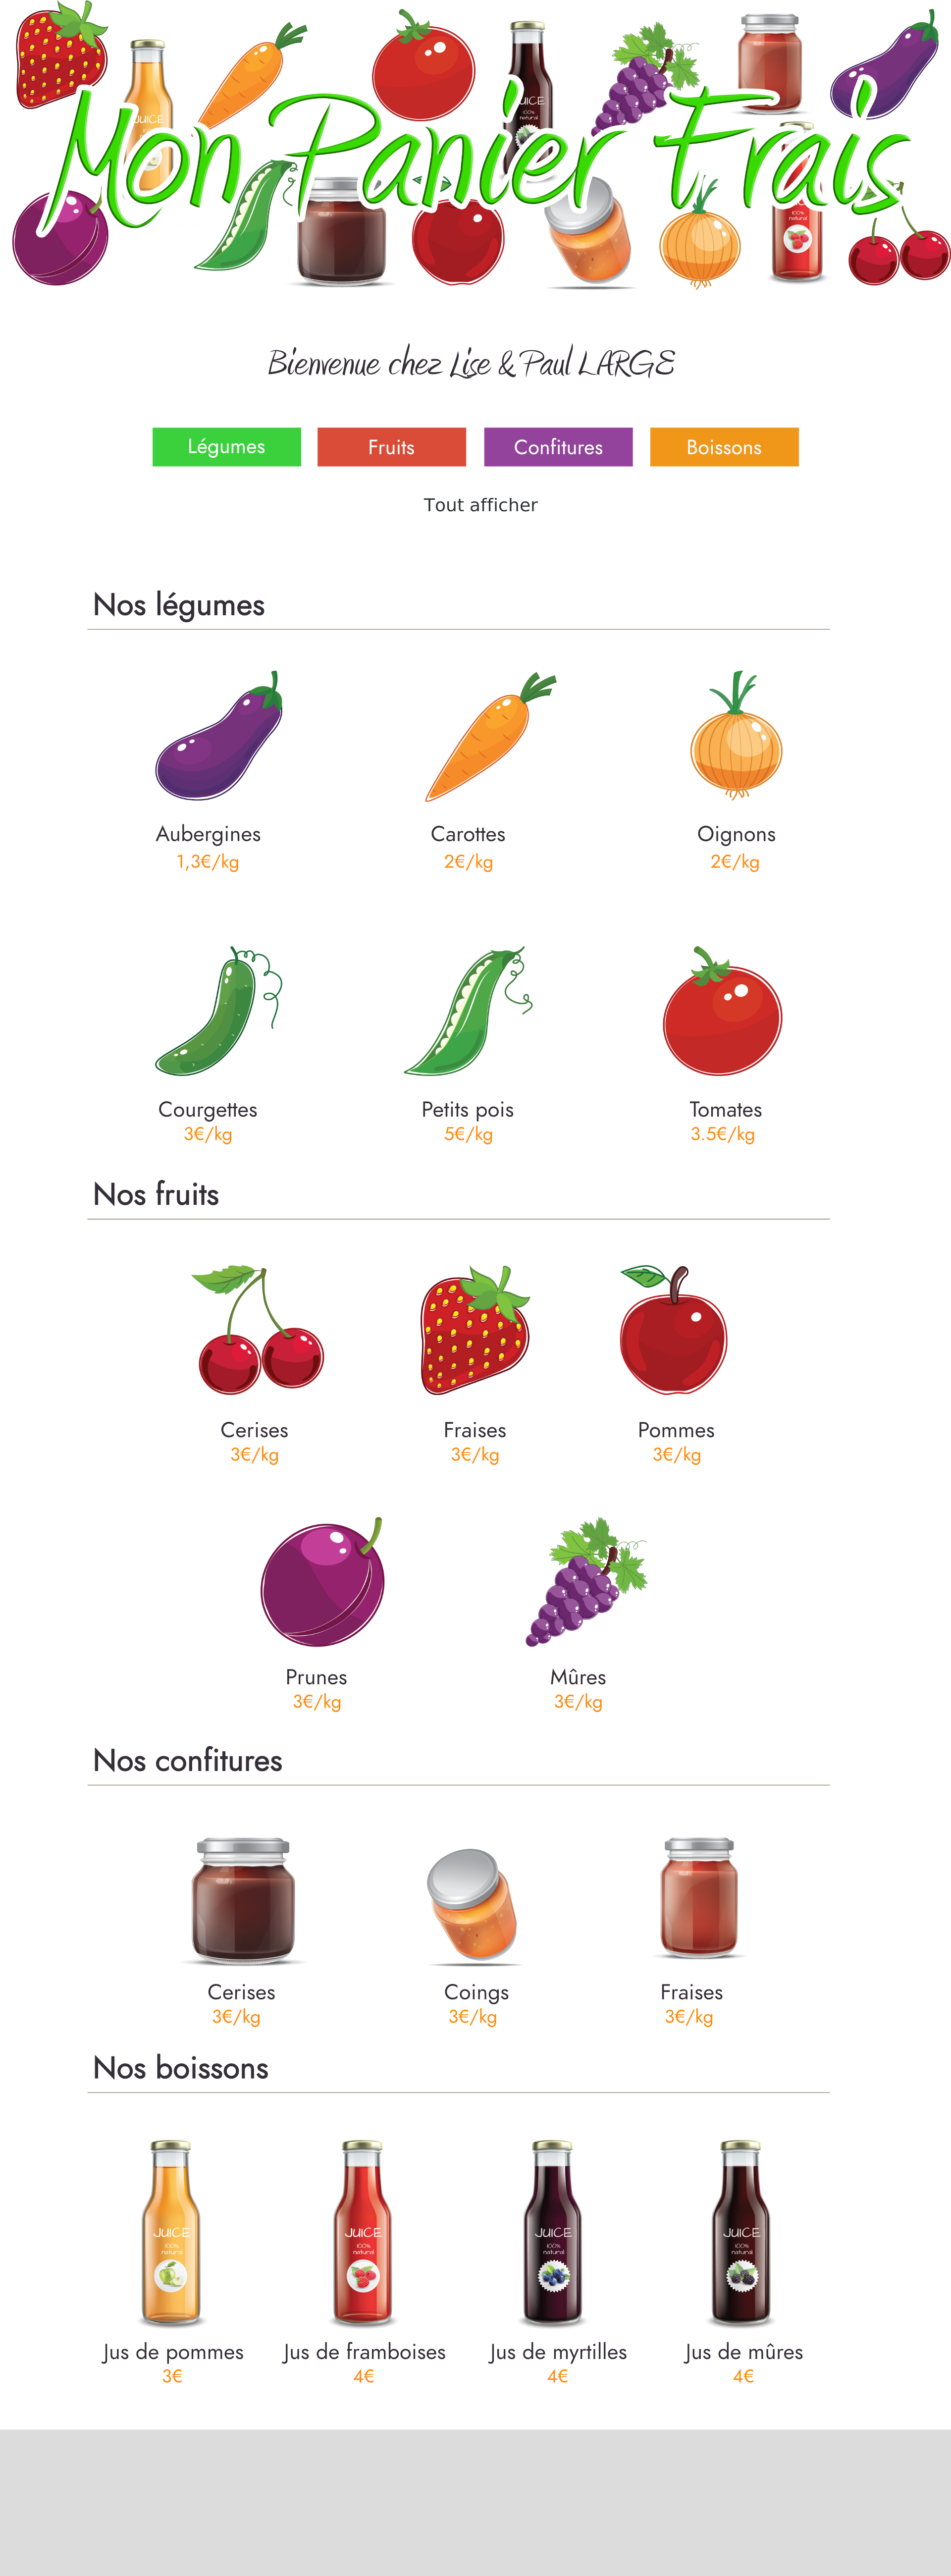 JUICE
JUICE
100%
natural
Mon Panier Frais
100%
natural
Bienvenue chez Lise & Paul LARGE
Légumes Fruits Confitures Boissons
Tout afficher
Nos légumes
Aubergines Carottes Oignons
1,3€/kg 2€/kg 2€/kg
Courgettes Petits pois Tomates
3€/kg 5€/kg 3.5€/kg
Nos fruits
Cerises Fraises Pommes
3€/kg 3€/kg 3€/kg
Prunes Mûres
3€/kg 3€/kg
Nos confitures
Cerises Coings Fraises
3€/kg 3€/kg 3€/kg
Nos boissons
JUICE JUICE JUICE JUICE
100% 100% 100% 100%
natural natural natural natural
Jus de pommes Jus de framboises Jus de myrtilles Jus de mûres
3€ 4€ 4€ 4€